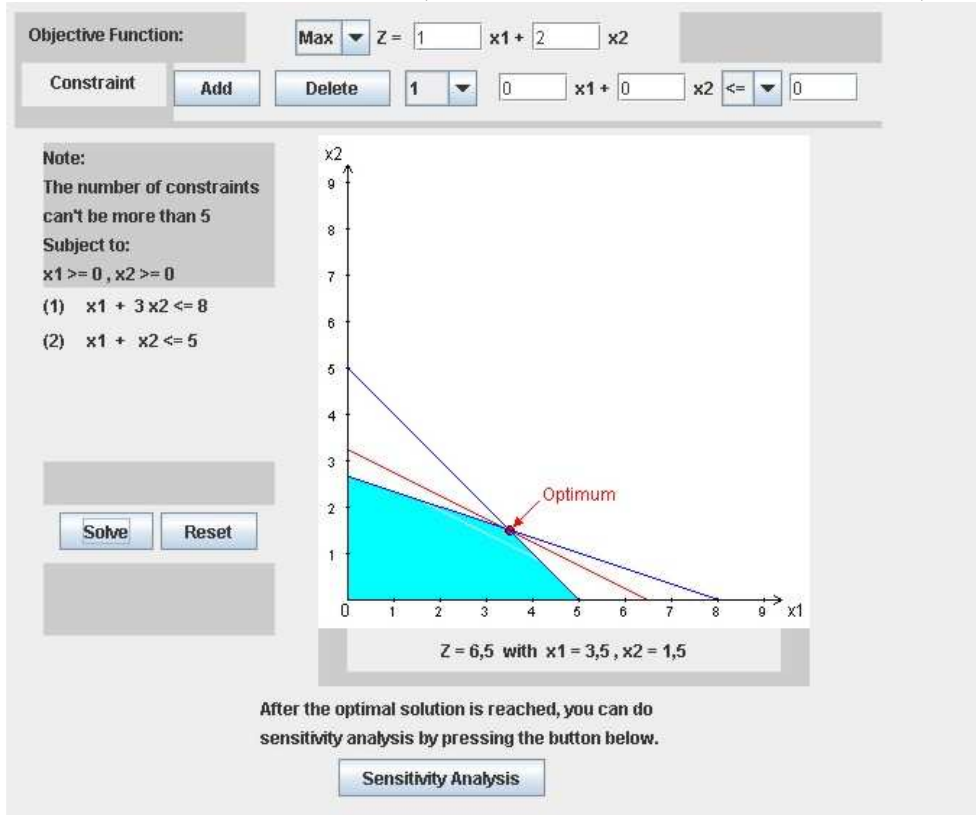 Objective Function: Max Z = 1 x1 + 2 x2
Constraint Add Delete 1 0 x1 + 0 x2 <= 0
Note:
The number of constraints
can't be more than 5
Subject to:
x1 >= 0 , x2 >= 0
(1) x1 + 3 x2 <= 8
(2) x1 + x2 <= 5
Solve Reset
x2
9
8
7
6
5
4
3
2
1
Optimum
0 1 2 3 4 5 6 7 8 9 x1
Z = 6,5 with x1 = 3,5 , x2 = 1,5
After the optimal solution is reached, you can do
sensitivity analysis by pressing the button below.
Sensitivity Analysis